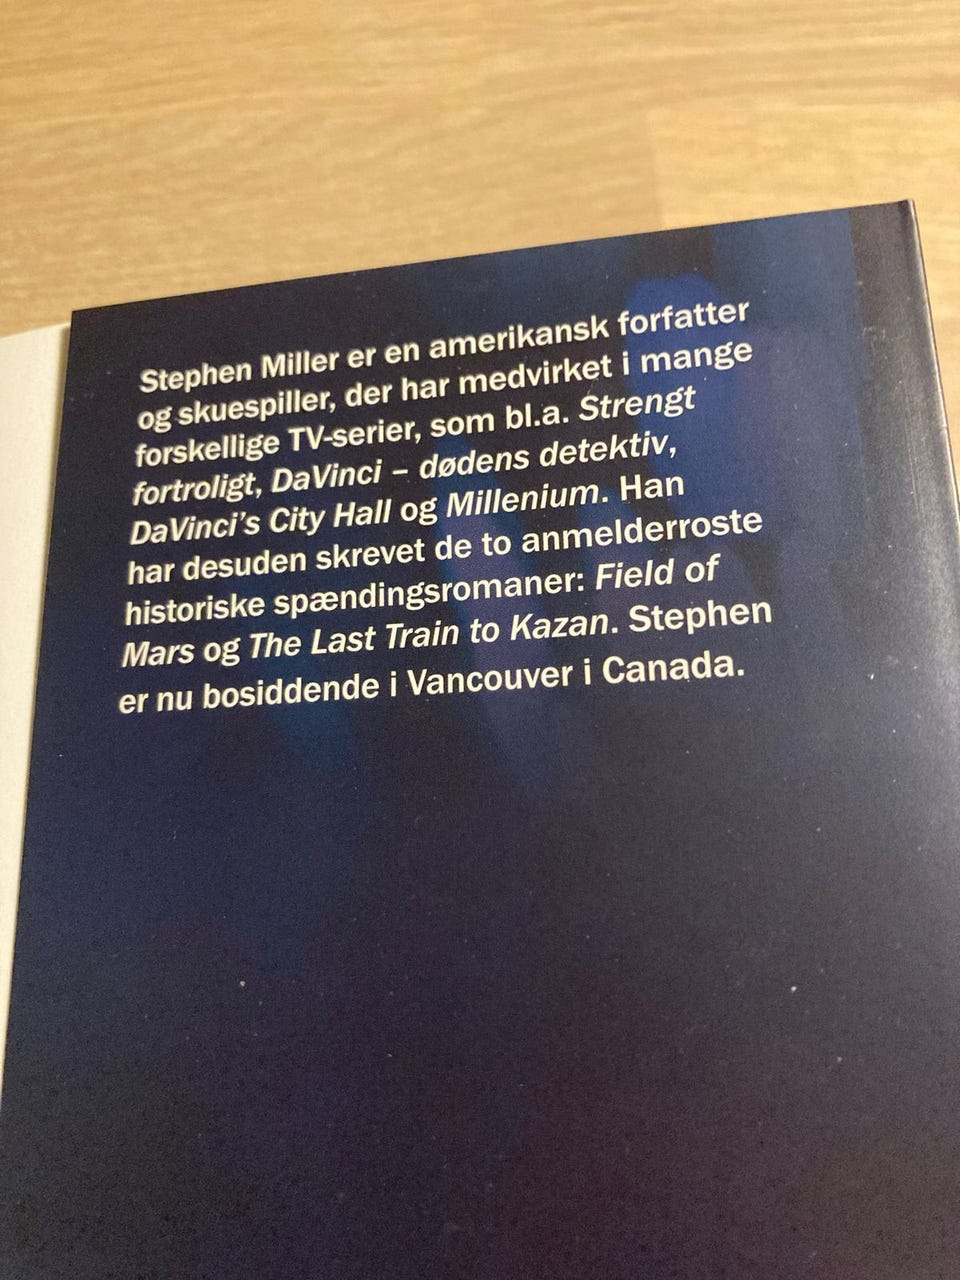 Stephen Miller er en amerikansk forfatter
og skuespiller, der har medvirket i mange
forskellige TV-serier, som bl.a. Strengt
fortroligt, DaVinci – dødens detektiv,
DaVinci's City Hall og Millenium. Han
har desuden skrevet de to anmelderroste
historiske spændingsromaner: Field of
Mars og The Last Train to Kazan. Stephen
er nu bosiddende i Vancouver i Canada.